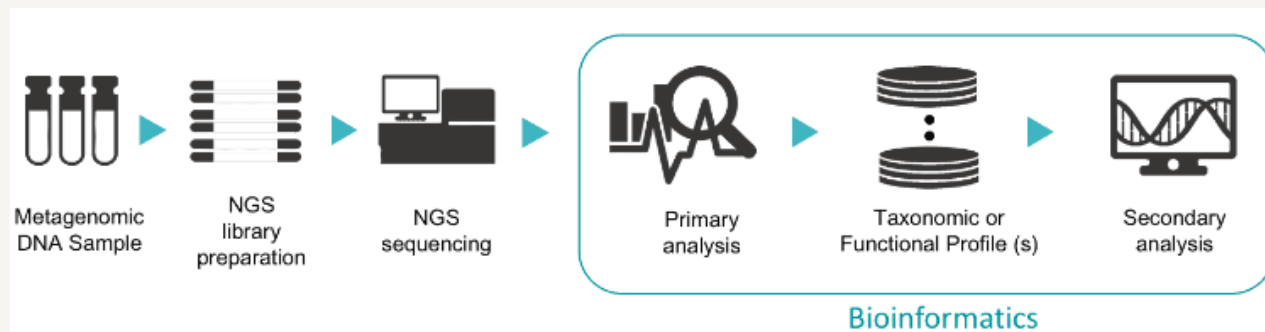 Metagenomic
DNA Sample
NGS
library
preparation
NGS
sequencing
Primary
analysis
Taxonomic or
Functional Profile (s)
Secondary
analysis
Bioinformatics